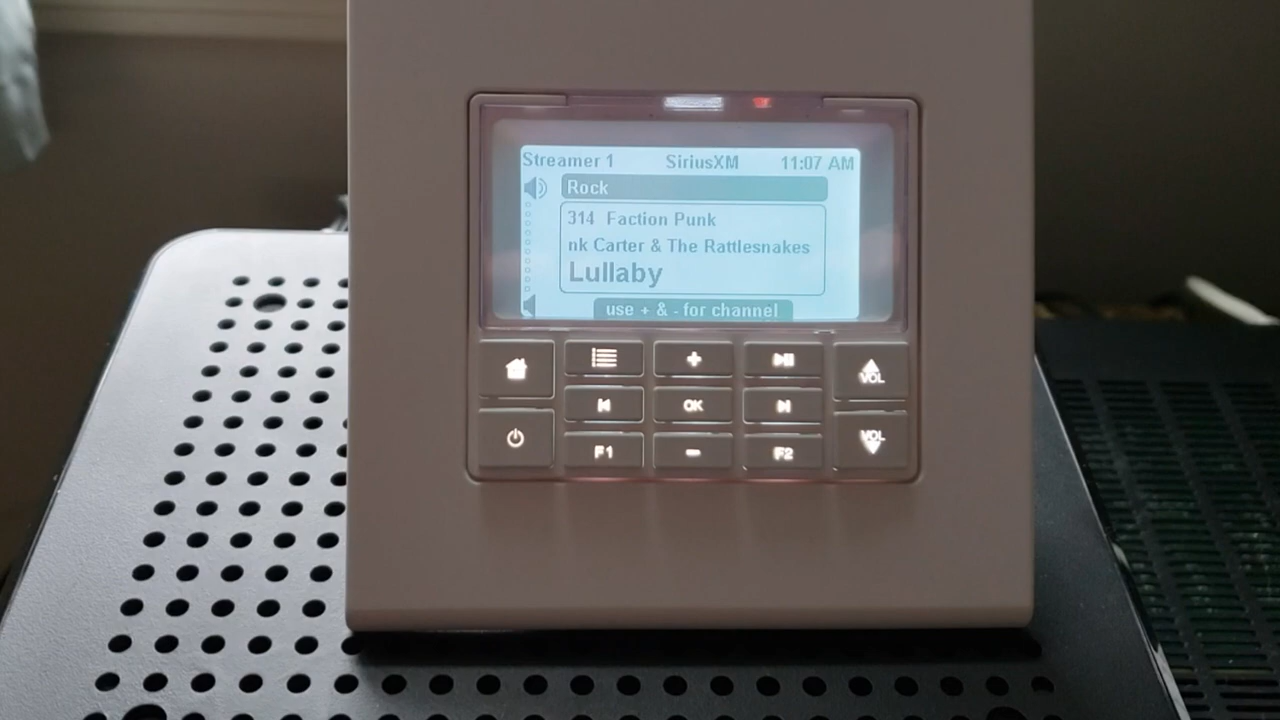 Streamer 1 SiriusXM 11:07 AM
Rock
314 Faction Punk
nk Carter & The Rattlesnakes
Lullaby
use + & - for channel
VOL
OK
VOL
F1 - F2